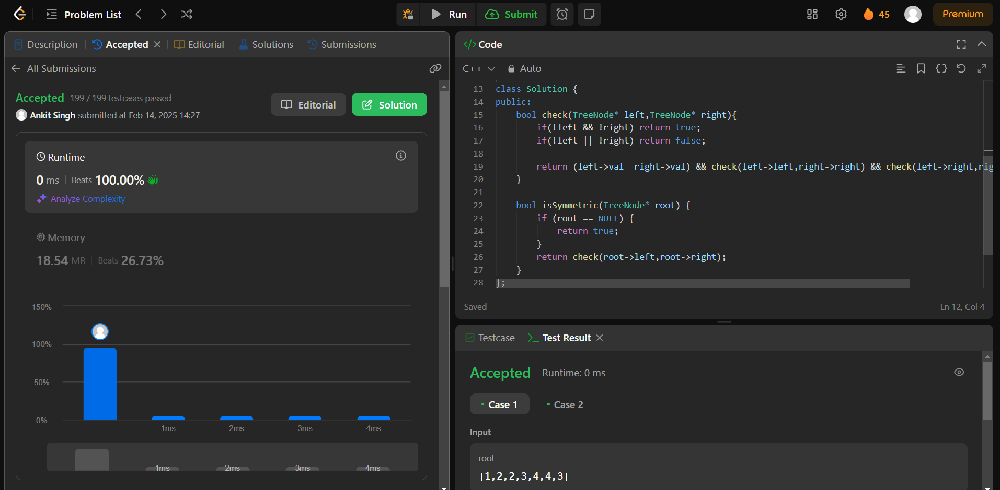 Problem List
Run
Submit
45
Premium
Description
Accepted
Editorial
Solutions
Submissions
All Submissions
Accepted 199 / 199 testcases passed
Ankit Singh submitted at Feb 14, 2025 14:27
Editorial
Solution
Runtime
0 ms Beats 100.00%
Analyze Complexity
Memory
18.54 MB Beats 26.73%
150%
100%
50%
0%
1ms 2ms 3ms 4ms
1ms 2ms 3ms 4ms
</> Code
C++ Auto
13 class Solution {
14 public:
15 bool check(TreeNode* left,TreeNode* right){
16 if(!left && !right) return true;
17 if(!left || !right) return false;
18
19 return (left->val==right->val) && check(left->left,right->right) && check(left->right,rig
20 }
21
22 bool isSymmetric(TreeNode* root) {
23 if (root == NULL) {
24 return true;
25 }
26 return check(root->left,root->right);
27 }
28 };
Saved
Ln 12, Col 4
Testcase
Test Result
Accepted Runtime: 0 ms
Case 1
Case 2
Input
root =
[1,2,2,3,4,4,3]